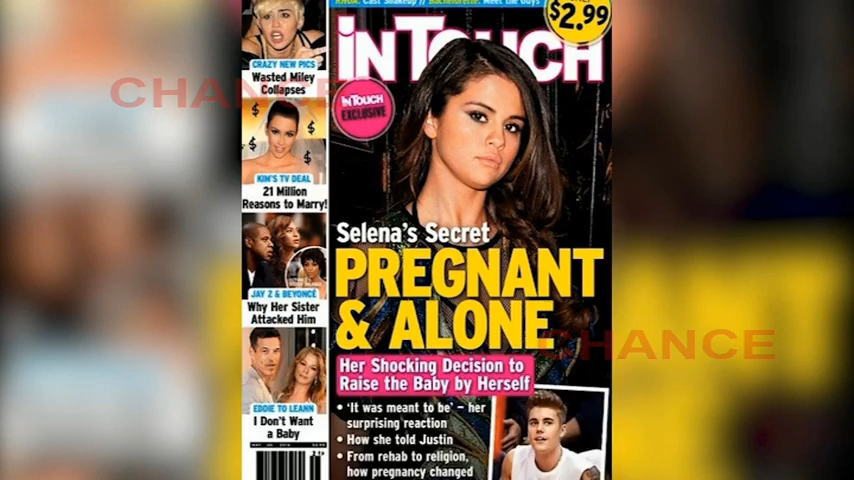 RHOA: Cast Shakeup // Bachelorette: Meet the Guys
$2.99
INTOUCH
INTOUCH
EXCLUSIVE
CRAZY NEW PICS
Wasted Miley
Collapses
CHANCE
KIM'S TV DEAL
21 Million
Reasons to Marry!
JAY Z & BEYONCÉ
Why Her Sister
Attacked Him
EDDIE TO LEANN
I Don't Want
a Baby
Selena's Secret
PREGNANT
& ALONE
CHANCE
Her Shocking Decision to
Raise the Baby by Herself
• 'It was meant to be' – her
surprising reaction
• How she told Justin
• From rehab to religion,
how pregnancy changed